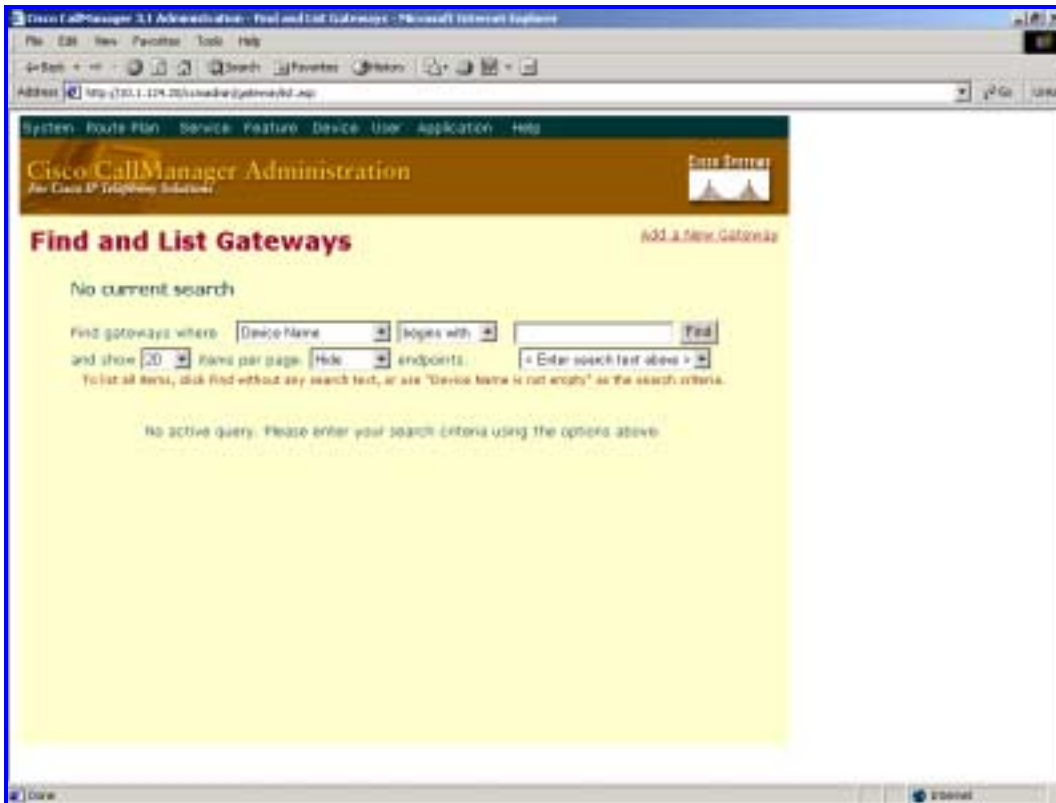 Cisco CallManager 3.1 Administration - Find and List Gateways - Microsoft Internet Explorer
File Edit View Favorites Tools Help
Back Search Favorites History
Address Go
System Route Plan Service Feature Device User Application Help
Cisco CallManager Administration
For Cisco IP Telephony Solutions
Cisco Systems
Find and List Gateways
Add a New Gateway
No current search
Find gateways where Device Name begins with Find
and show 20 items per page. Hide endpoints. < Enter search text above >
To list all items, click Find without any search text, or use "Device Name is not empty" as the search criteria.
No active query. Please enter your search criteria using the options above.
Done Internet